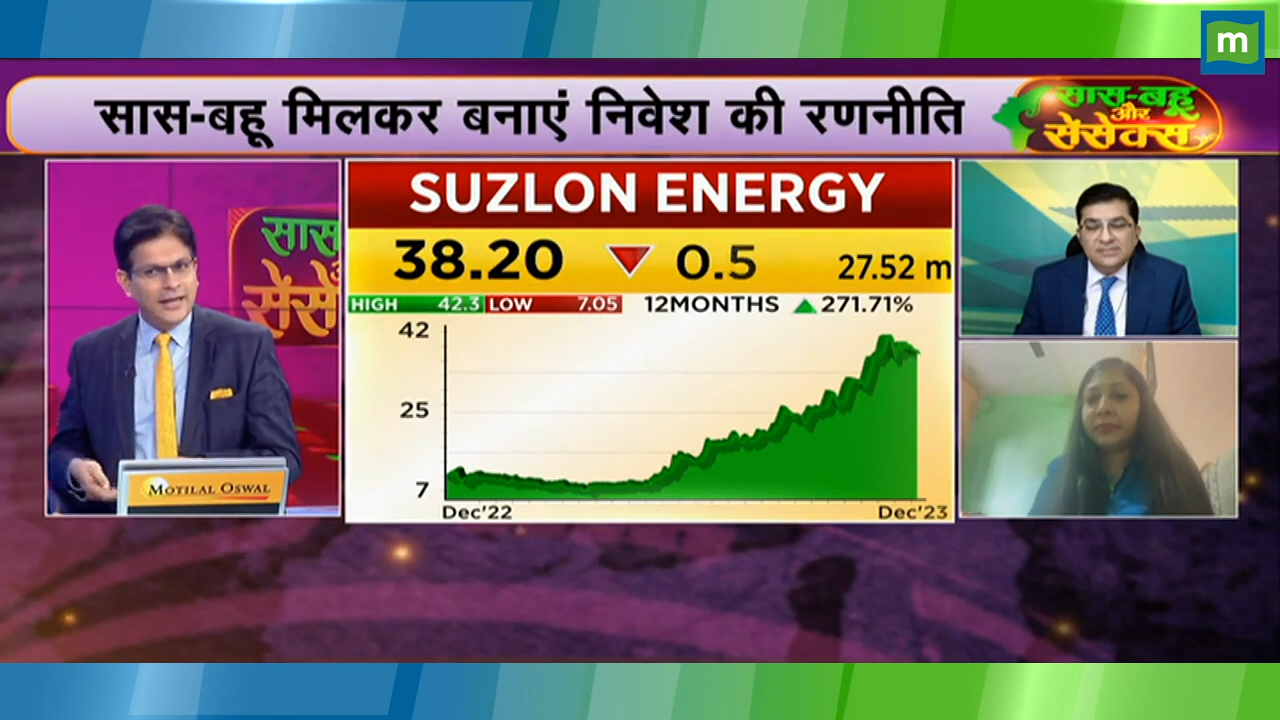 m
सास-बहू मिलकर बनाएं निवेश की रणनीति
सास-बहू
और
सेंसेक्स
सास
सेंसे
MOTILAL OSWAL
SUZLON ENERGY
38.20 ▼ 0.5 27.52 m
HIGH 42.3 LOW 7.05 12MONTHS ▲ 271.71%
42
25
7
Dec'22 Dec'23